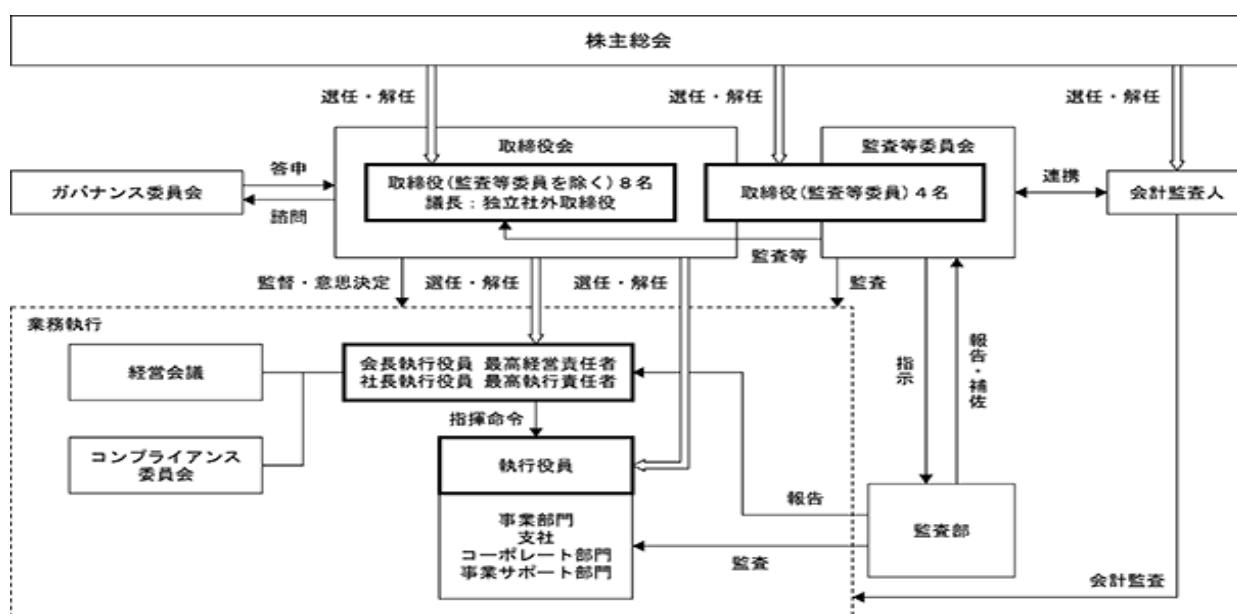 株主総会
選任・解任
選任・解任
選任・解任
取締役会
監査等委員会
答申
ガバナンス委員会
諮問
取締役(監査等委員を除く)8名
議長:独立社外取締役
取締役(監査等委員)4名
連携
会計監査人
監査等
監督・意思決定
選任・解任
選任・解任
監査
業務執行
経営会議
会長執行役員 最高経営責任者
社長執行役員 最高執行責任者
指示
報告・補佐
指揮命令
コンプライアンス
委員会
執行役員
事業部門
支社
コーポレート部門
事業サポート部門
報告
監査
監査部
会計監査